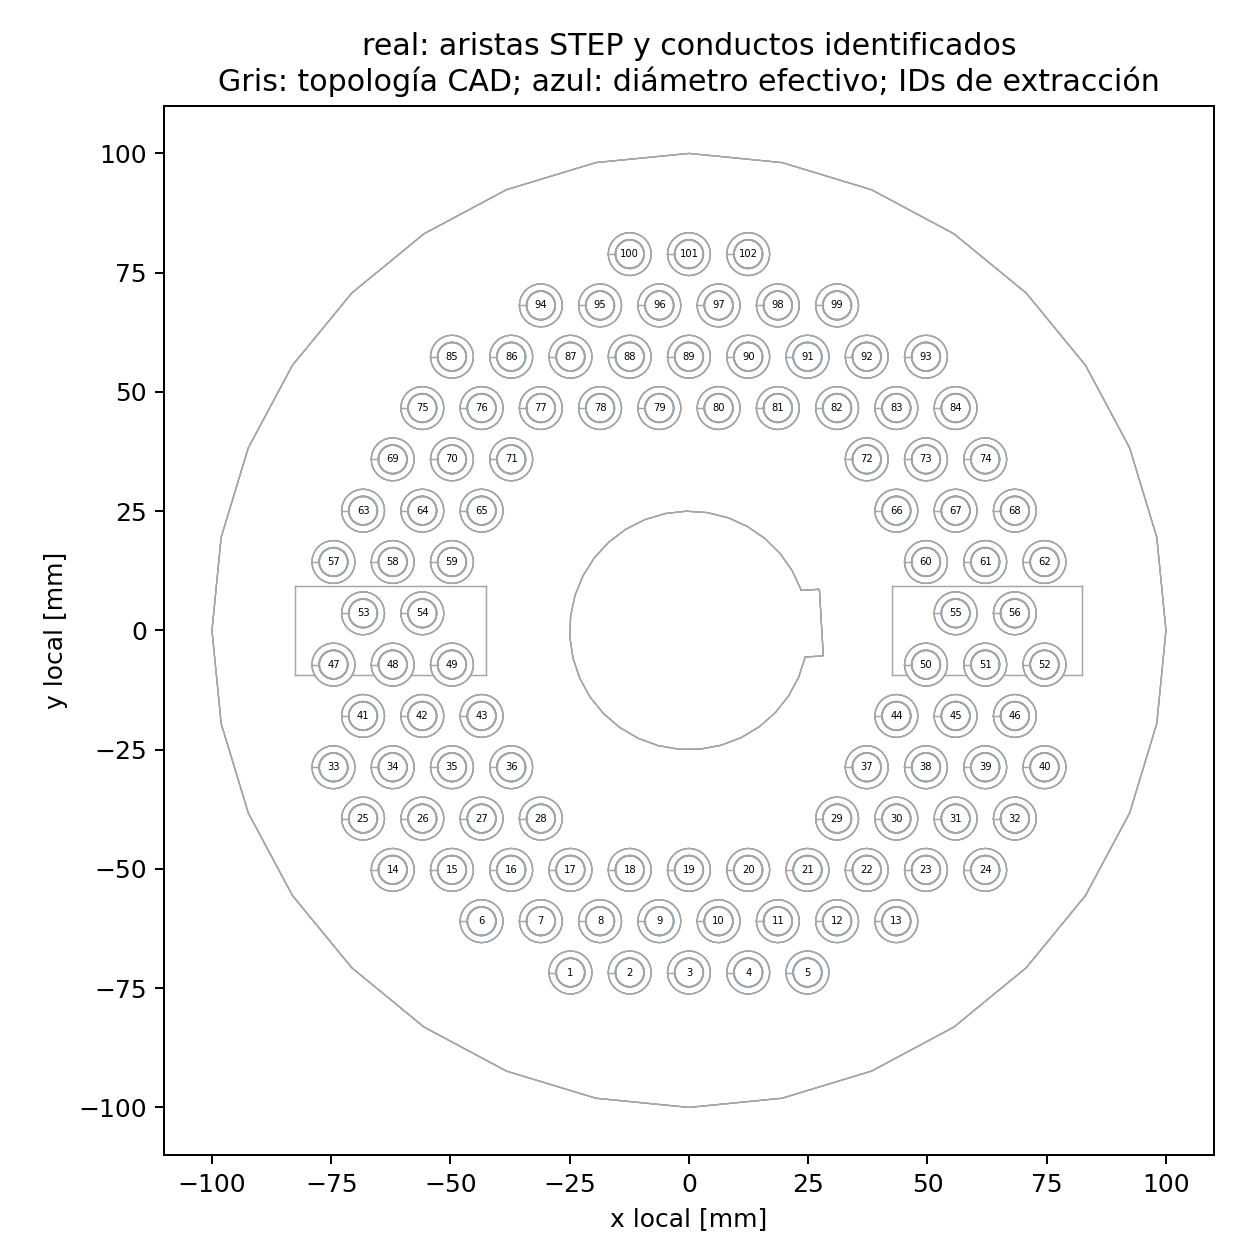 real: aristas STEP y conductos identificados
Gris: topología CAD; azul: diámetro efectivo; IDs de extracción
100
100 101 102
94 95 96 97 98 99
75
85 86 87 88 89 90 91 92 93
75 76 77 78 79 80 81 82 83 84
50
69 70 71 72 73 74
63 64 65 66 67 68
25
57 58 59 60 61 62
53 54 55 56
0
47 48 49 50 51 52
41 42 43 44 45 46
−25
33 34 35 36 37 38 39 40
25 26 27 28 29 30 31 32
−50
14 15 16 17 18 19 20 21 22 23 24
6 7 8 9 10 11 12 13
1 2 3 4 5
−75
−100
y local [mm]
−100 −75 −50 −25 0 25 50 75 100
x local [mm]